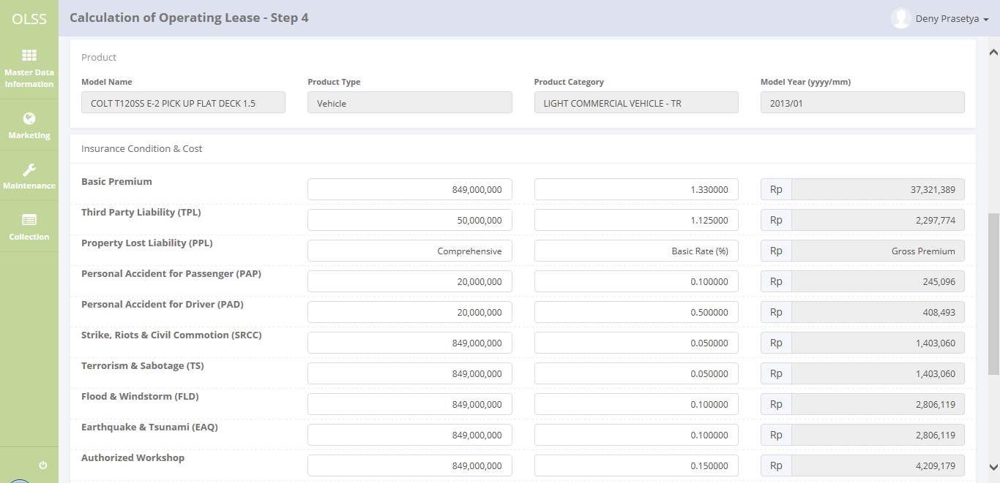 OLSS
Calculation of Operating Lease - Step 4
Deny Prasetya
Master Data
Information
Marketing
Maintenance
Collection
Product
Model Name Product Type Product Category Model Year (yyyy/mm)
COLT T120SS E-2 PICK UP FLAT DECK 1.5 Vehicle LIGHT COMMERCIAL VEHICLE - TR 2013/01
Insurance Condition & Cost
Basic Premium 849,000,000 1.330000 Rp 37,321,389
Third Party Liability (TPL) 50,000,000 1.125000 Rp 2,297,774
Property Lost Liability (PPL) Comprehensive Basic Rate (%) Rp Gross Premium
Personal Accident for Passenger (PAP) 20,000,000 0.100000 Rp 245,096
Personal Accident for Driver (PAD) 20,000,000 0.500000 Rp 408,493
Strike, Riots & Civil Commotion (SRCC) 849,000,000 0.050000 Rp 1,403,060
Terrorism & Sabotage (TS) 849,000,000 0.050000 Rp 1,403,060
Flood & Windstorm (FLD) 849,000,000 0.100000 Rp 2,806,119
Earthquake & Tsunami (EAQ) 849,000,000 0.100000 Rp 2,806,119
Authorized Workshop 849,000,000 0.150000 Rp 4,209,179